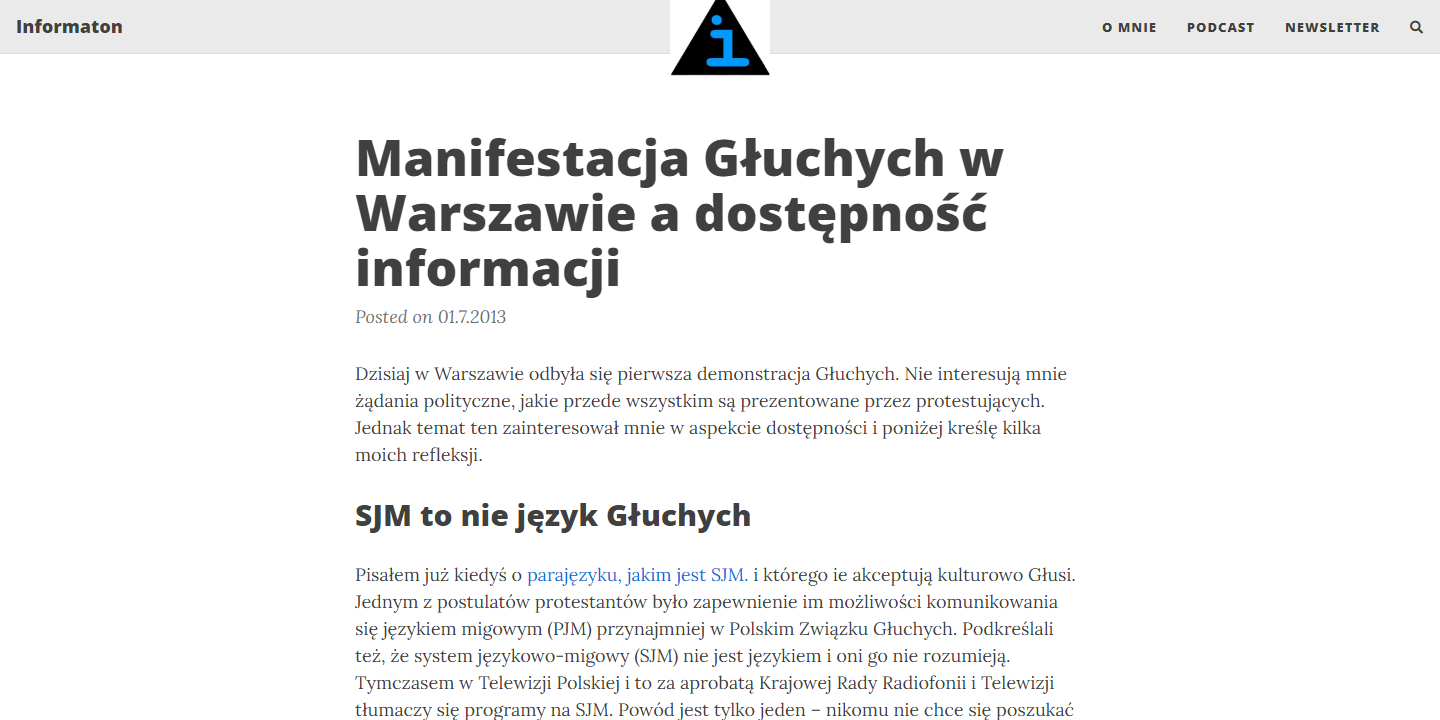 Informaton
i
O MNIE
PODCAST
NEWSLETTER
Manifestacja Głuchych w
Warszawie a dostępność
informacji
Posted on 01.7.2013
Dzisiaj w Warszawie odbyła się pierwsza demonstracja Głuchych. Nie interesują mnie
żądania polityczne, jakie przede wszystkim są prezentowane przez protestujących.
Jednak temat ten zainteresował mnie w aspekcie dostępności i poniżej kreślę kilka
moich refleksji.
SJM to nie język Głuchych
Pisałem już kiedyś o parajęzyku, jakim jest SJM. i którego ie akceptują kulturowo Głusi.
Jednym z postulatów protestantów było zapewnienie im możliwości komunikowania
się językiem migowym (PJM) przynajmniej w Polskim Związku Głuchych. Podkreślali
też, że system językowo-migowy (SJM) nie jest językiem i oni go nie rozumieją.
Tymczasem w Telewizji Polskiej i to za aprobatą Krajowej Rady Radiofonii i Telewizji
tłumaczy się programy na SJM. Powód jest tylko jeden – nikomu nie chce się poszukać